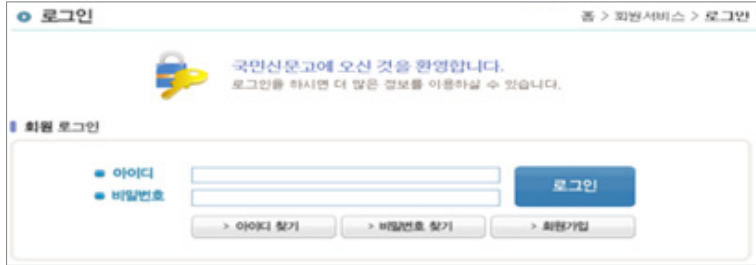 로그인
홈 > 회원서비스 > 로그인
국민신문고에 오신 것을 환영합니다.
로그인을 하시면 더 많은 정보를 이용하실 수 있습니다.
회원 로그인
아이디
로그인
비밀번호
> 아이디 찾기 > 비밀번호 찾기 > 회원가입